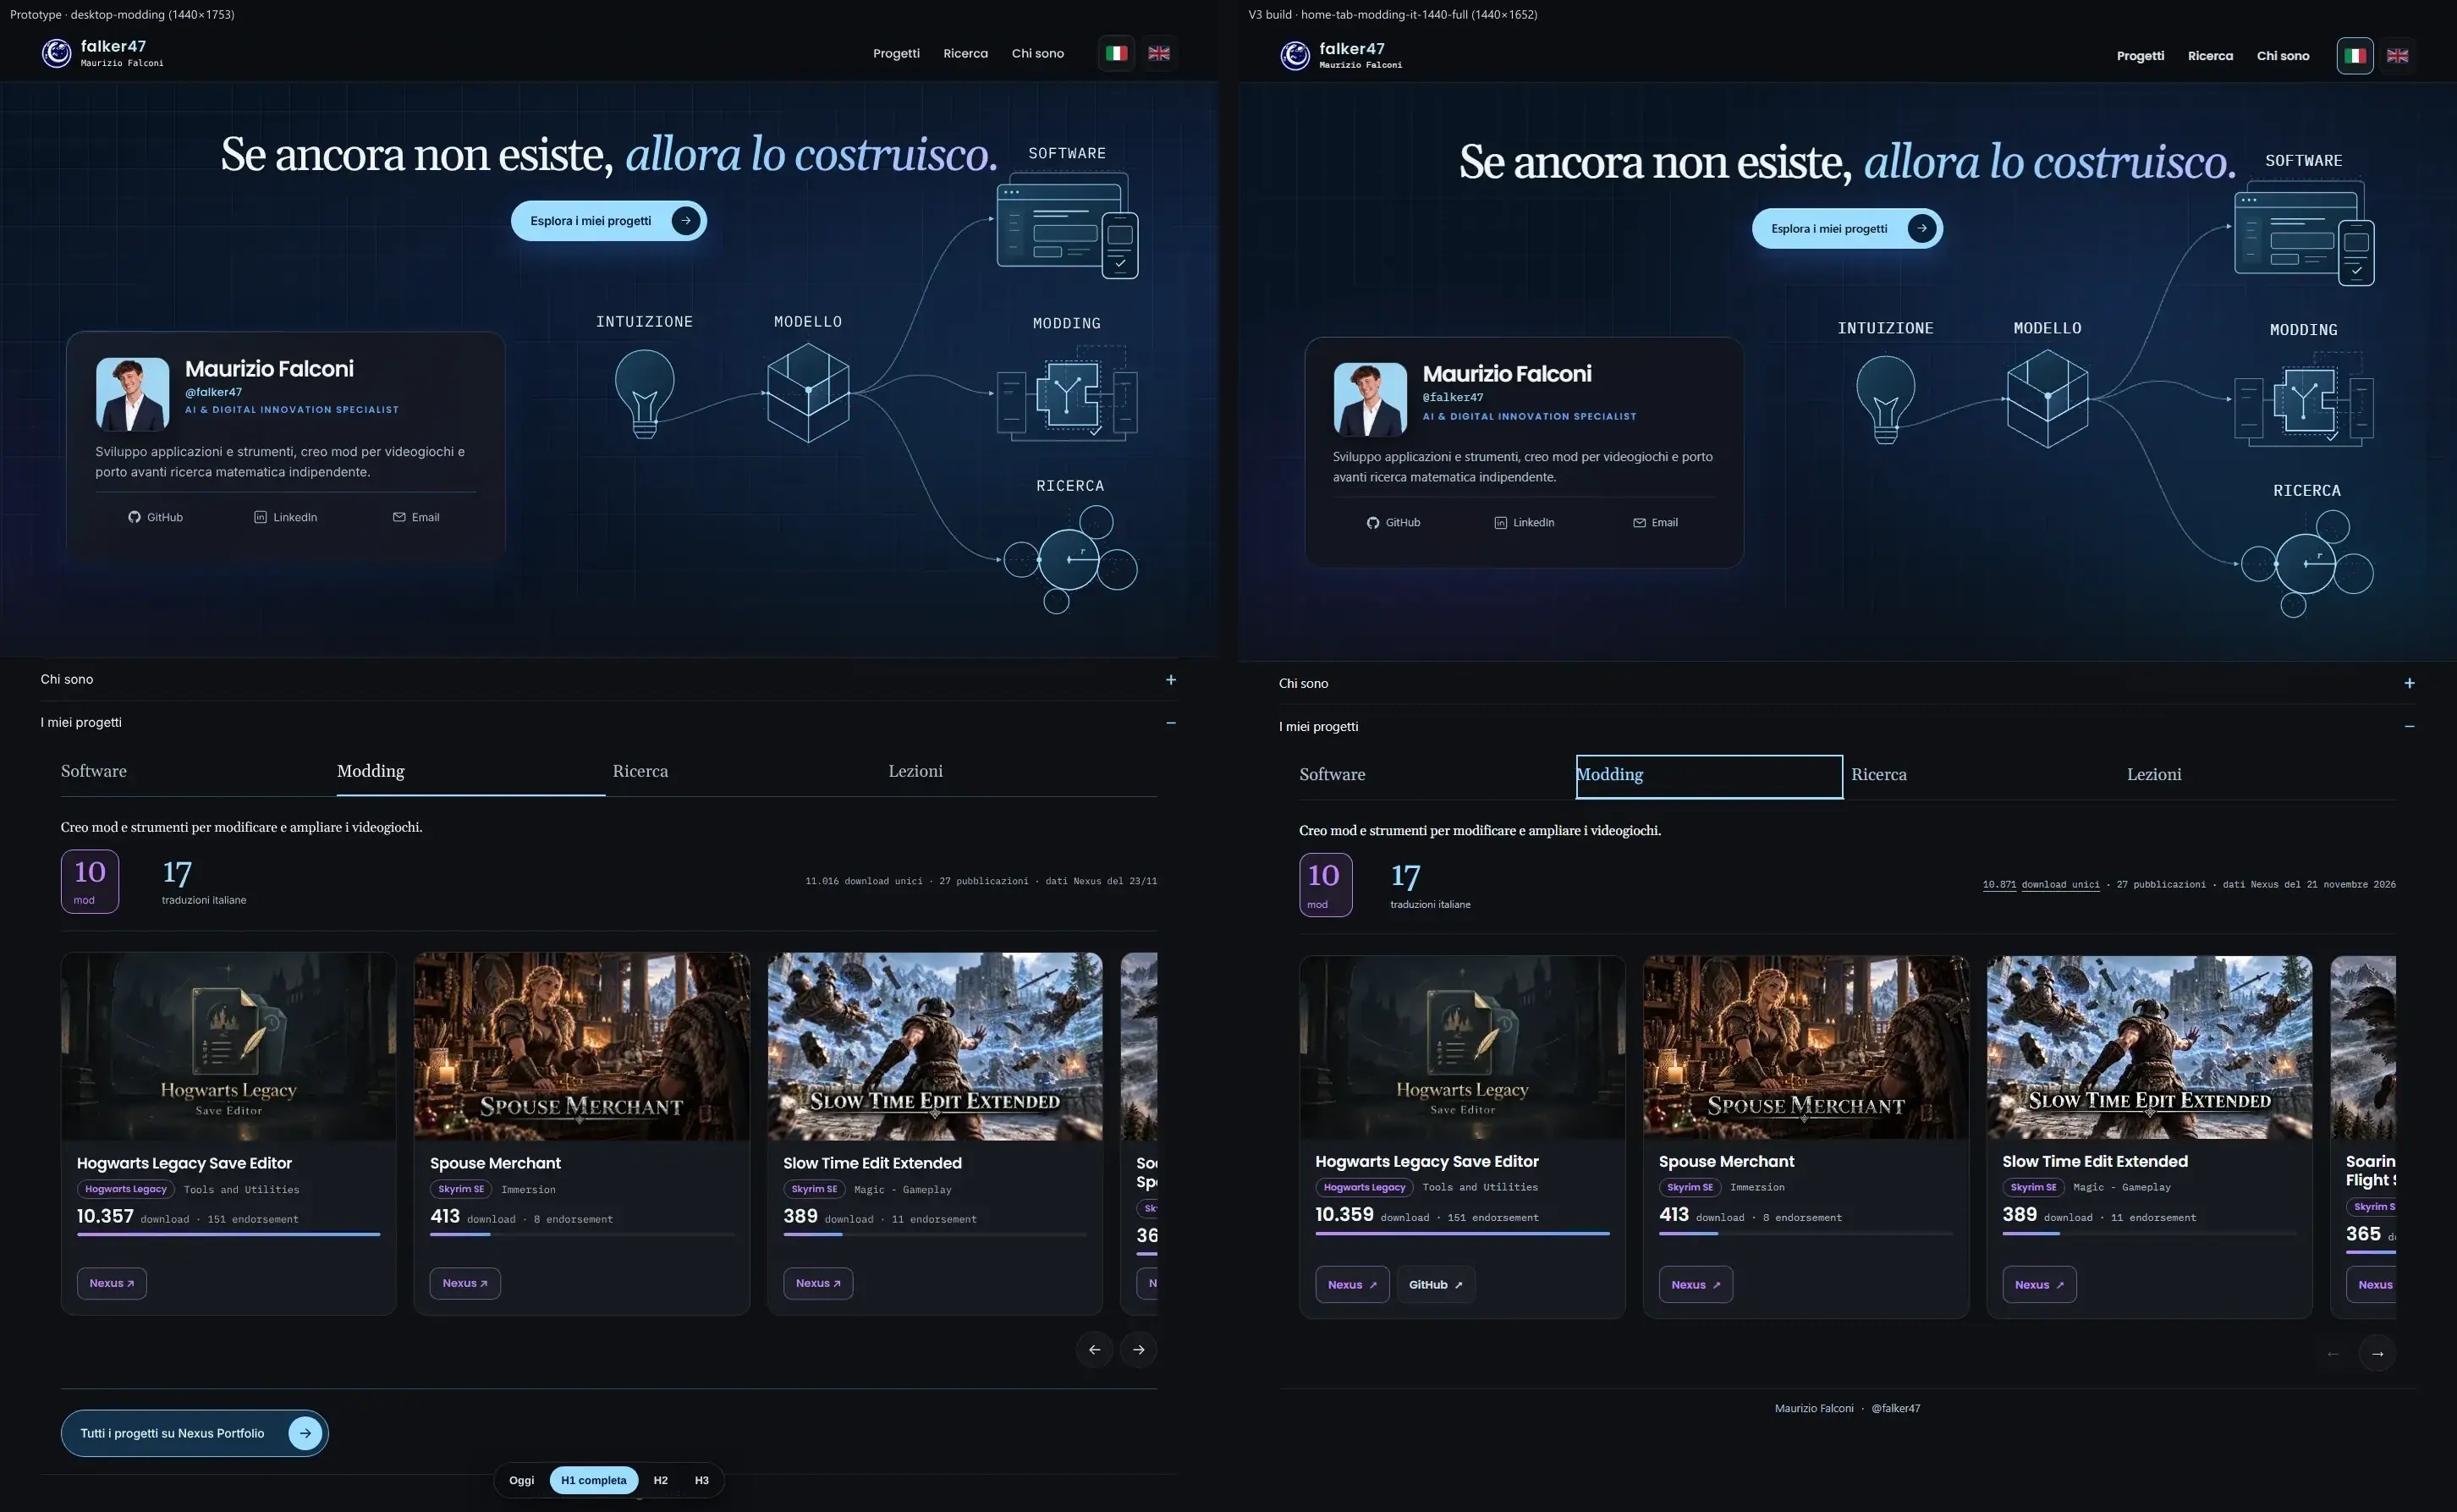 Prototype · desktop-modding (1440×1753)
falker47
Maurizio Falconi
Progetti
Ricerca
Chi sono
Se ancora non esiste, allora lo costruisco.
Esplora i miei progetti
SOFTWARE
INTUIZIONE
MODELLO
MODDING
RICERCA
r
Maurizio Falconi
@falker47
AI & DIGITAL INNOVATION SPECIALIST
Sviluppo applicazioni e strumenti, creo mod per videogiochi e
porto avanti ricerca matematica indipendente.
GitHub
LinkedIn
Email
Chi sono
I miei progetti
Software
Modding
Ricerca
Lezioni
Creo mod e strumenti per modificare e ampliare i videogiochi.
10
mod
17
traduzioni italiane
11.016 download unici · 27 pubblicazioni · dati Nexus del 23/11
Hogwarts Legacy
Save Editor
SPOUSE MERCHANT
SLOW TIME EDIT EXTENDED
Hogwarts Legacy Save Editor
Hogwarts Legacy Tools and Utilities
10.357 download · 151 endorsement
Nexus ↗
Spouse Merchant
Skyrim SE Immersion
413 download · 8 endorsement
Nexus ↗
Slow Time Edit Extended
Skyrim SE Magic - Gameplay
389 download · 11 endorsement
Nexus ↗
Soa
Spe
Sk
36
N
Tutti i progetti su Nexus Portfolio
Oggi
H1 completa
H2
H3
V3 build · home-tab-modding-it-1440-full (1440×1652)
falker47
Maurizio Falconi
Progetti
Ricerca
Chi sono
Se ancora non esiste, allora lo costruisco.
Esplora i miei progetti
SOFTWARE
INTUIZIONE
MODELLO
MODDING
RICERCA
r
Maurizio Falconi
@falker47
AI & DIGITAL INNOVATION SPECIALIST
Sviluppo applicazioni e strumenti, creo mod per videogiochi e porto
avanti ricerca matematica indipendente.
GitHub
LinkedIn
Email
Chi sono
I miei progetti
Software
Modding
Ricerca
Lezioni
Creo mod e strumenti per modificare e ampliare i videogiochi.
10
mod
17
traduzioni italiane
10.871 download unici · 27 pubblicazioni · dati Nexus del 21 novembre 2026
Hogwarts Legacy
Save Editor
SPOUSE MERCHANT
SLOW TIME EDIT EXTENDED
Hogwarts Legacy Save Editor
Hogwarts Legacy Tools and Utilities
10.359 download · 151 endorsement
Nexus ↗
GitHub ↗
Spouse Merchant
Skyrim SE Immersion
413 download · 8 endorsement
Nexus ↗
Slow Time Edit Extended
Skyrim SE Magic - Gameplay
389 download · 11 endorsement
Nexus ↗
Soarin
Flight S
Skyrim S
365 d
Nexus
Maurizio Falconi · @falker47